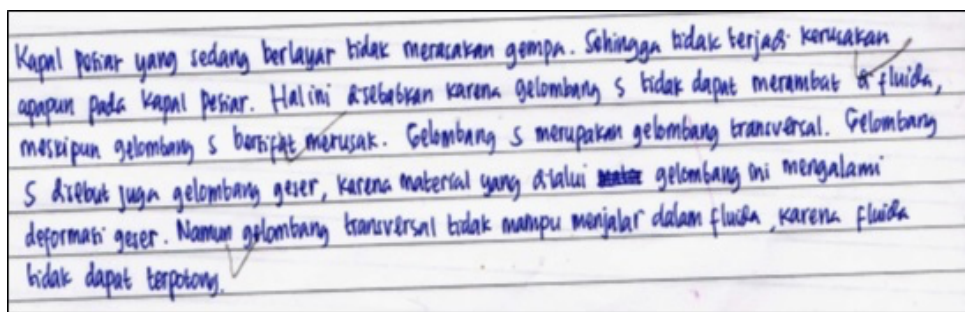 Kapal Pesiar yang sedang berlayar tidak merasakan gempa. Sehingga tidak terjadi kerusakan
apapun pada kapal pesiar. Hal ini disebabkan karena gelombang S tidak dapat merambat di fluida,
meskipun gelombang S bersifat merusak. Gelombang S merupakan gelombang transversal. Gelombang
S disebut juga gelombang geser, karena material yang dilalui gelombang ini mengalami
deformasi geser. Namun gelombang transversal tidak mampu menjalar dalam fluida, karena fluida
tidak dapat terpotong.